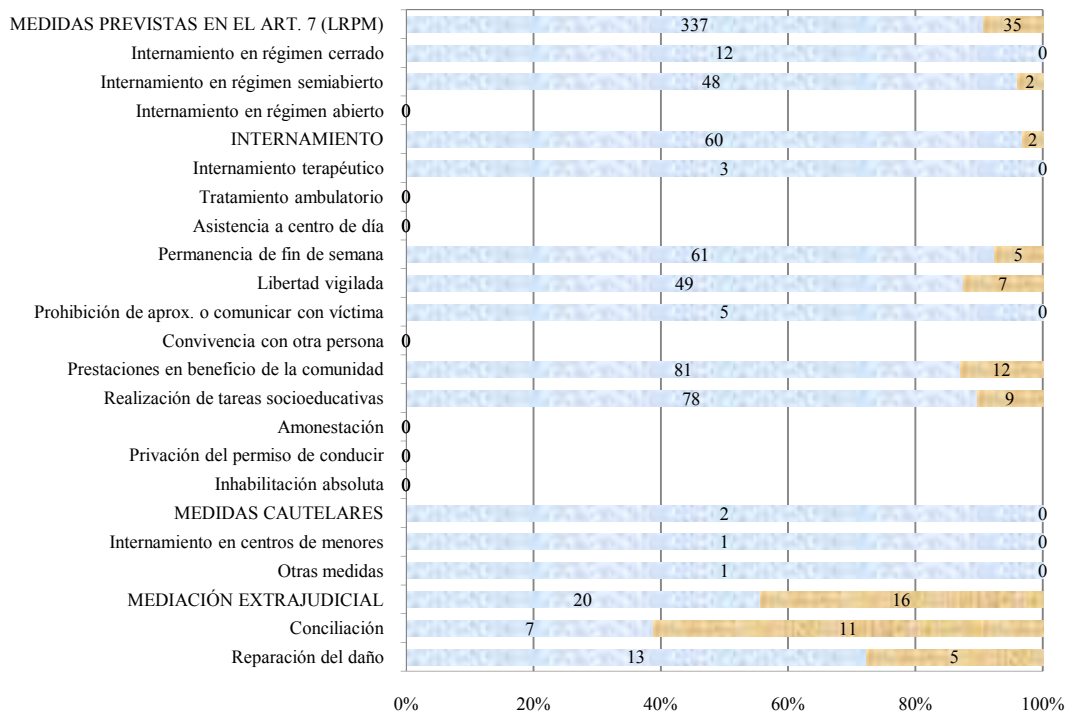 MEDIDAS PREVISTAS EN EL ART. 7 (LRPM) 337 35
Internamiento en régimen cerrado 12 0
Internamiento en régimen semiabierto 48 2
Internamiento en régimen abierto 0
INTERNAMIENTO 60 2
Internamiento terapéutico 3 0
Tratamiento ambulatorio 0
Asistencia a centro de día 0
Permanencia de fin de semana 61 5
Libertad vigilada 49 7
Prohibición de aprox. o comunicar con víctima 5 0
Convivencia con otra persona 0
Prestaciones en beneficio de la comunidad 81 12
Realización de tareas socioeducativas 78 9
Amonestación 0
Privación del permiso de conducir 0
Inhabilitación absoluta 0
MEDIDAS CAUTELARES 2 0
Internamiento en centros de menores 1 0
Otras medidas 1 0
MEDIACIÓN EXTRAJUDICIAL 20 16
Conciliación 7 11
Reparación del daño 13 5
0% 20% 40% 60% 80% 100%